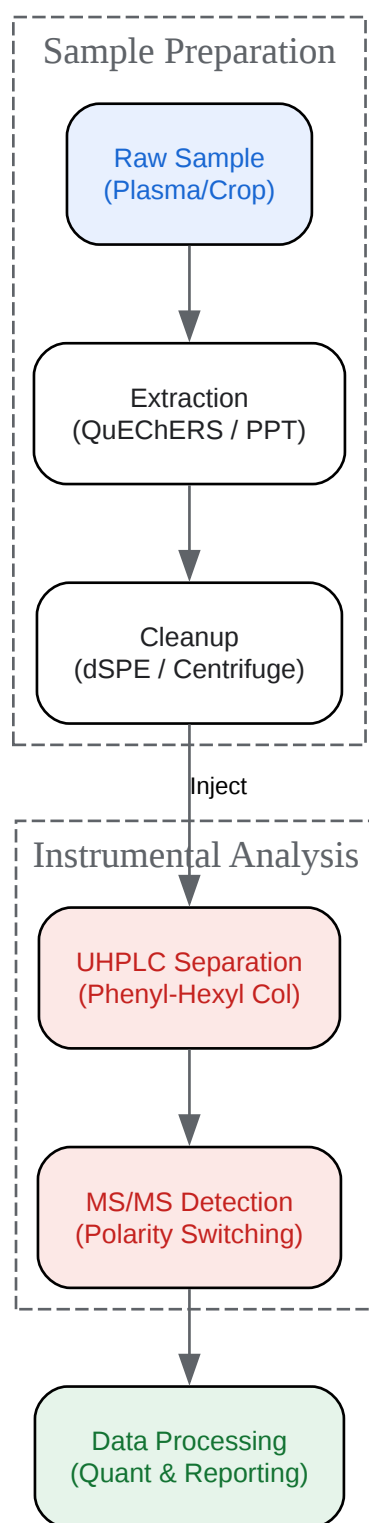 Sample Preparation
Raw Sample
(Plasma/Crop)
Extraction
(QuEChERS / PPT)
Cleanup
(dSPE / Centrifuge)
Inject
Instrumental Analysis
UHPLC Separation
(Phenyl-Hexyl Col)
MS/MS Detection
(Polarity Switching)
Data Processing
(Quant & Reporting)